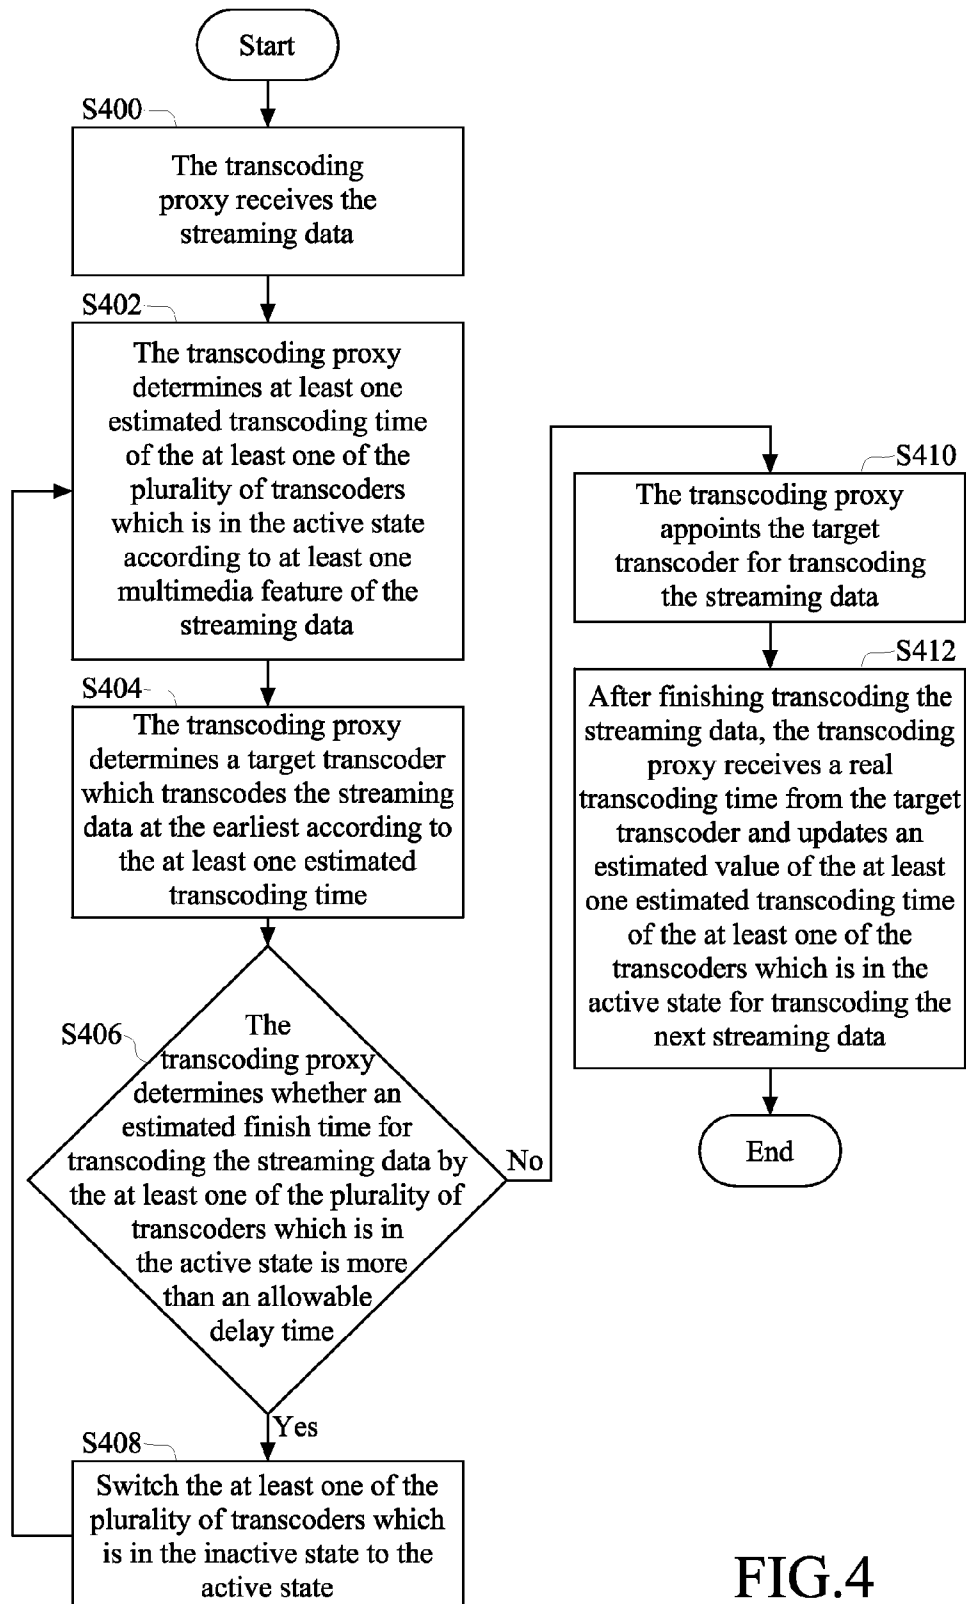 Start
S400
The transcoding
proxy receives the
streaming data
S402
The transcoding proxy
determines at least one
estimated transcoding time
of the at least one of the
plurality of transcoders
which is in the active state
according to at least one
multimedia feature of the
streaming data
S404
The transcoding proxy
determines a target transcoder
which transcodes the streaming
data at the earliest according to
the at least one estimated
transcoding time
S406
The
transcoding proxy
determines whether an
estimated finish time for
transcoding the streaming data by
the at least one of the plurality of
transcoders which is in
the active state is more
than an allowable
delay time
No
Yes
S408
Switch the at least one of the
plurality of transcoders which
is in the inactive state to the
active state
S410
The transcoding proxy
appoints the target
transcoder for transcoding
the streaming data
S412
After finishing transcoding the
streaming data, the transcoding
proxy receives a real
transcoding time from the target
transcoder and updates an
estimated value of the at least
one estimated transcoding time
of the at least one of the
transcoders which is in the
active state for transcoding the
next streaming data
End
FIG.4